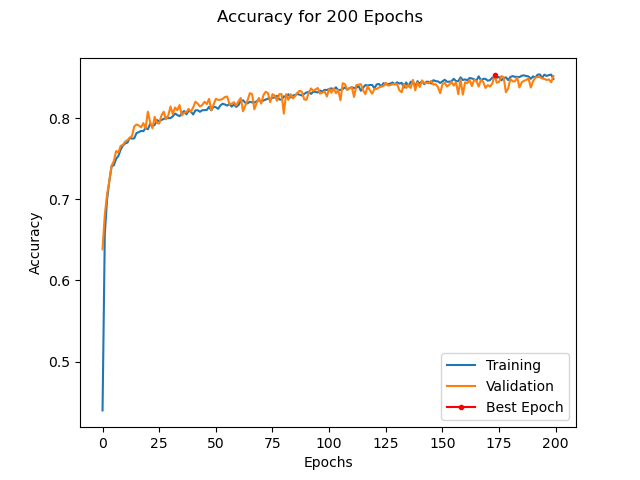 Accuracy for 200 Epochs
Accuracy
0.8
0.7
0.6
0.5
0
25
50
75
100
125
150
175
200
Epochs
Training
Validation
Best Epoch